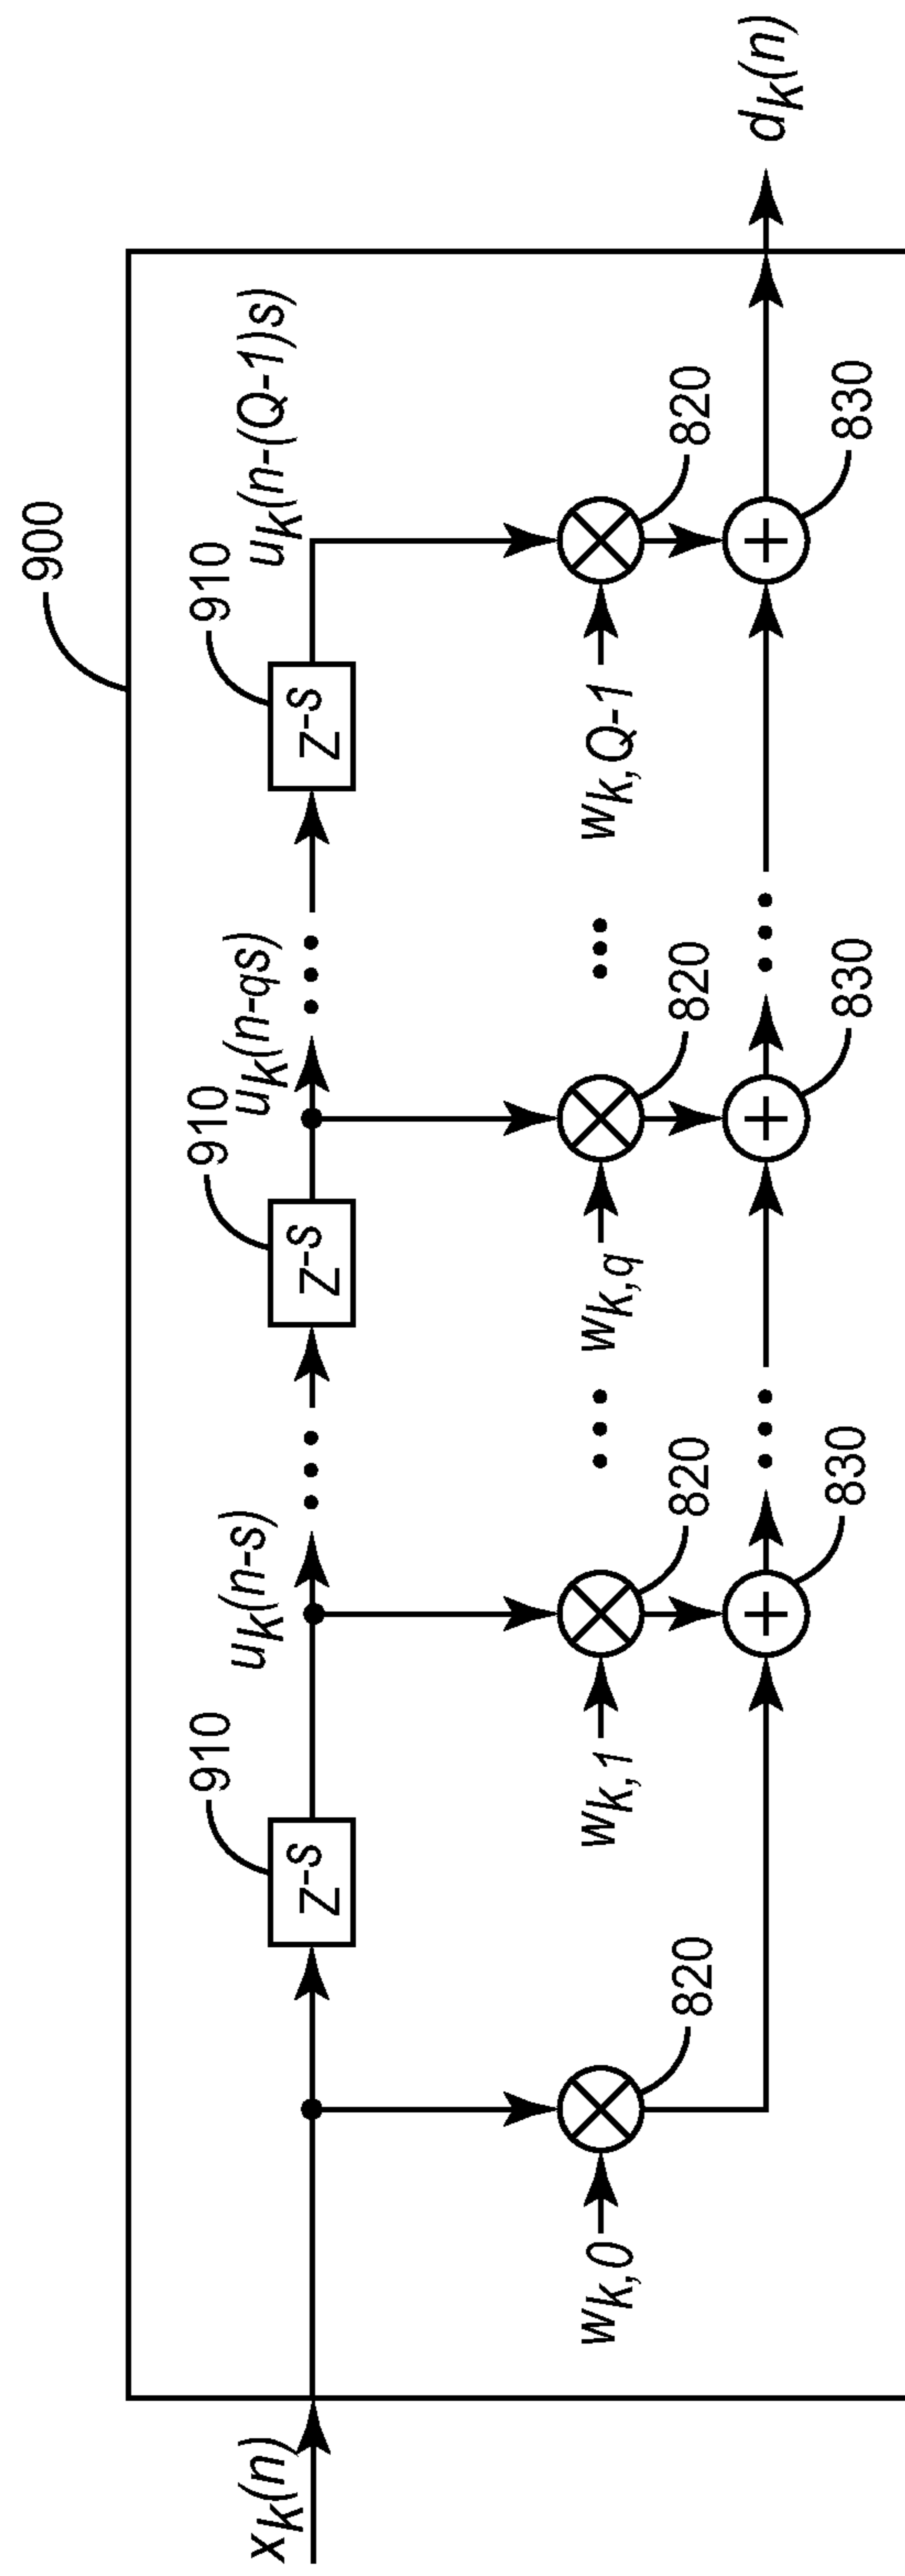 900
910
910
910
x_k(n)
u_k(n-s)
u_k(n-qs)
u_k(n-(Q-1)s)
z^-s
z^-s
z^-s
w_k,0
w_k,1
w_k,q
w_k,Q-1
820
820
820
820
830
830
830
d_k(n)